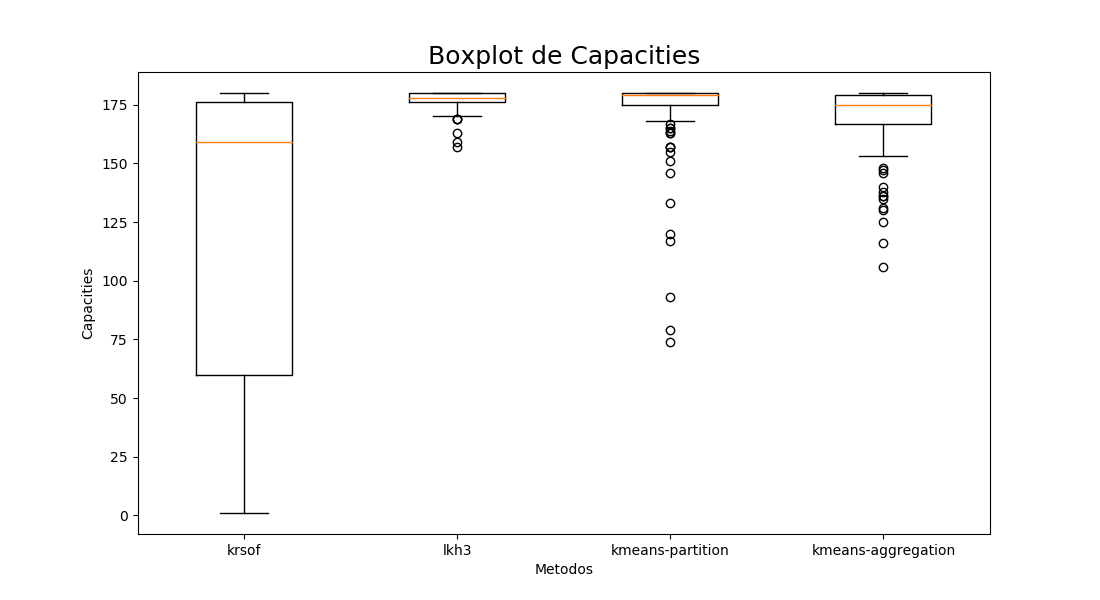 Boxplot de Capacities
175
150
125
100
75
50
25
0
Capacities
krsof
lkh3
kmeans-partition
kmeans-aggregation
Metodos